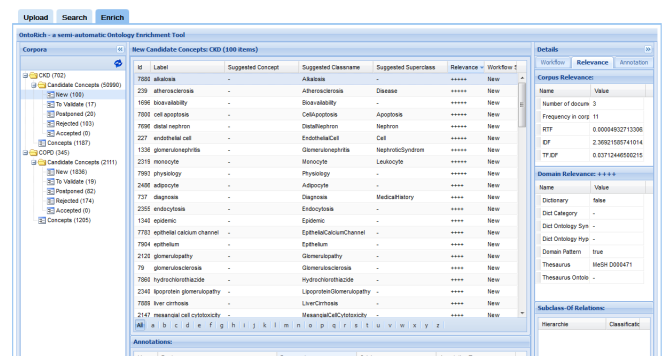 Upload Search Enrich
OntoRich - a semi-automatic Ontology Enrichment Tool
Corpora
CKD (702)
Candidate Concepts (50990)
New (100)
To Validate (17)
Postponed (20)
Rejected (103)
Accepted (0)
Concepts (1187)
COPD (345)
Candidate Concepts (2111)
New (1836)
To Validate (19)
Postponed (82)
Rejected (174)
Accepted (0)
Concepts (1205)
New Candidate Concepts: CKD (100 items)
Id Label Suggested Concept Suggested Classname Suggested Superclass Relevance Workflow S
7886 alkalosis - Alkalosis - +++++ New
239 atherosclerosis - Atherosclerosis Disease +++++ New
1696 bioavailability - Bioavailability - +++++ New
7800 cell apoptosis - CellApoptosis Apoptosis +++++ New
7696 distal nephron - DistalNephron Nephron +++++ New
227 endothelial cell - EndothelialCell Cell +++++ New
1336 glomerulonephritis - Glomerulonephritis NephroticSyndrom +++++ New
2319 monocyte - Monocyte Leukocyte +++++ New
7993 physiology - Physiology - +++++ New
2486 adipocyte - Adipocyte - ++++ New
737 diagnosis - Diagnosis MedicalHistory ++++ New
2355 endocytosis - Endocytosis - ++++ New
1340 epidemic - Epidemic - ++++ New
7783 epithelial calcium channel - EpithelialCalciumChannel - ++++ New
7904 epithelium - Epithelium - ++++ New
2126 glomerulopathy - Glomerulopathy - ++++ New
79 glomerulosclerosis - Glomerulosclerosis - ++++ New
7866 hydrochlorothiazide - Hydrochlorothiazide - ++++ New
2340 lipoprotein glomerulopathy - LipoproteinGlomerulopathy - ++++ New
7889 liver cirrhosis - LiverCirrhosis - ++++ New
2147 mesangial cell cytotoxicity - MesangialCellCytotoxicity - ++++ New
All a b c d e f g h i j k l m n o p q r s t u v w x y z
Annotations:
Details
Workflow Relevance Annotation
Corpus Relevance:
Name Value
Number of docum 3
Frequency in corp 11
RTF 0.00004932713306
IDF 2.36921585741014
TF.IDF 0.03712446500215
Domain Relevance: ++++
Name Value
Dictionary false
Dict Category -
Dict Ontology Syn -
Dict Ontology Hyp -
Domain Pattern true
Thesaurus MeSH D000471
Thesaurus Ontolo -
Subclass-Of Relations:
Hierarchie Classificatic